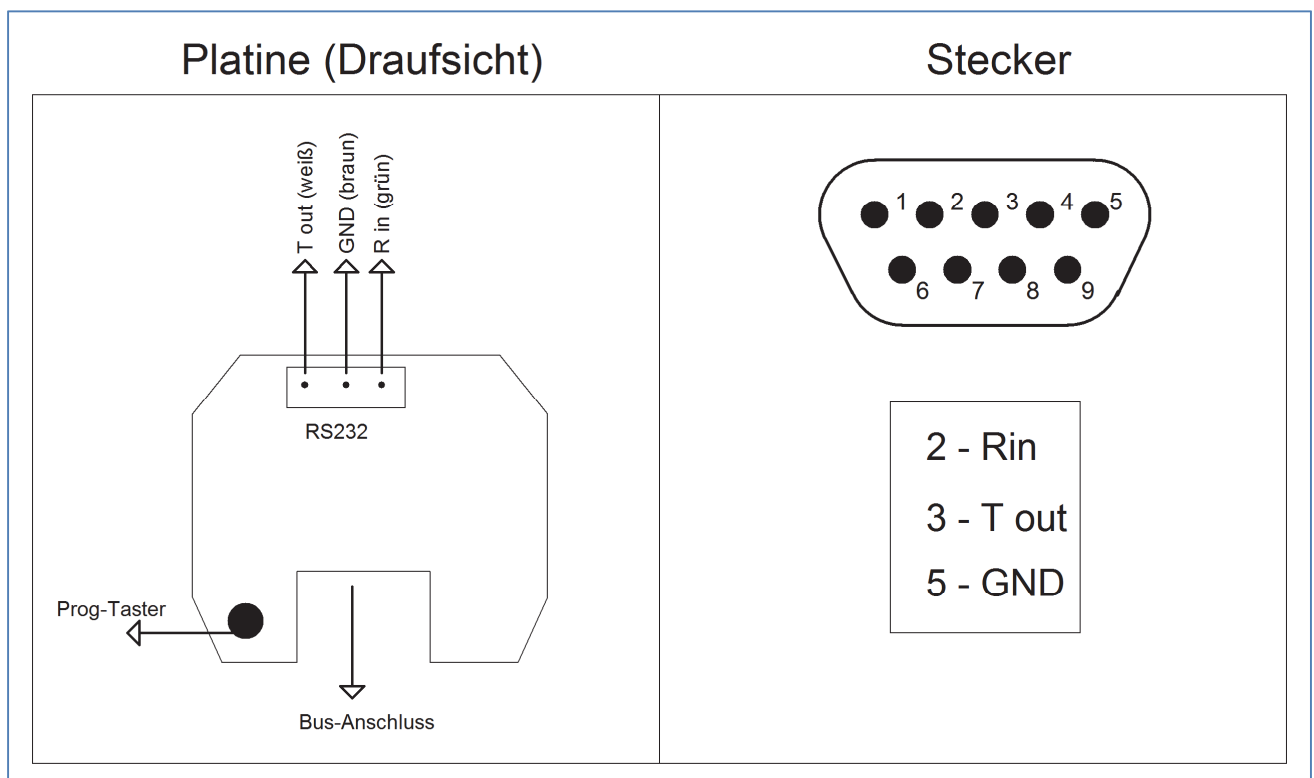 Platine (Draufsicht)
Stecker
T out (weiß)
GND (braun)
R in (grün)
RS232
Prog-Taster
Bus-Anschluss
1 2 3 4 5
6 7 8 9
2 - Rin
3 - T out
5 - GND